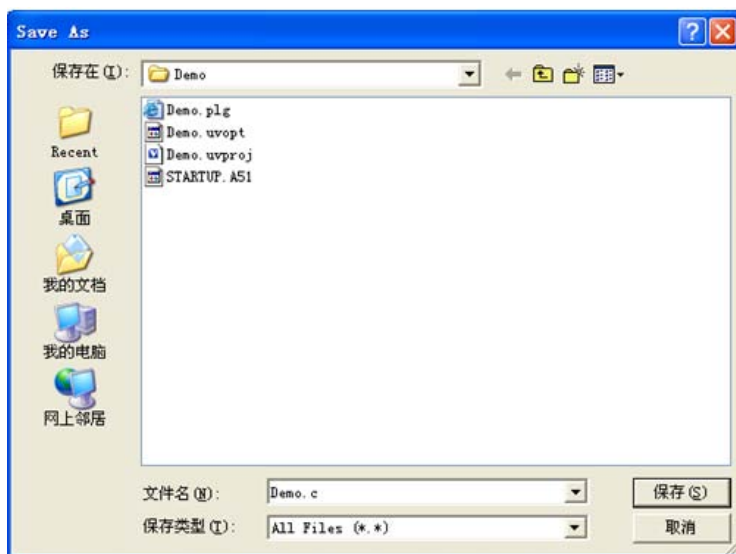 Save As
保存在(I):
Demo
Demo.plg
Demo.uvopt
Demo.uvproj
STARTUP.A51
Recent
桌面
我的文档
我的电脑
网上邻居
文件名(N):
Demo.c
保存(S)
保存类型(T):
All Files (*.*)
取消